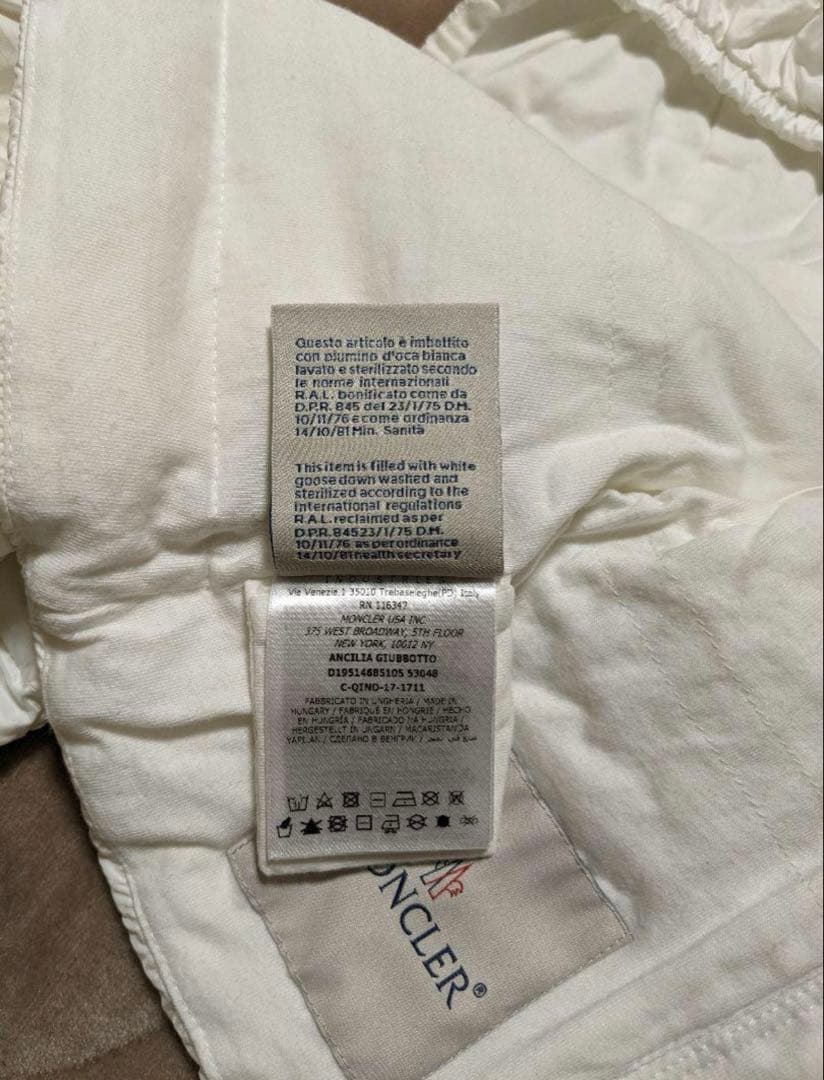 Questo articolo è imbottito
con piumino d'oca bianca
lavato e sterilizzato secondo
le norme internazionali
R.A.L. bonificato come da
D.P.R. 845 del 23/1/75 D.M.
10/11/76 e come ordinanza
14/10/81 Min. Sanità
This item is filled with white
goose down washed and
sterilized according to the
international regulations
R.A.L. reclaimed as per
D.P.R. 84523/1/75 D.M.
10/11/76 as per ordinance
14/10/81 health secretary
INDUSTRIES
Via Venezia,1 35010 Trebaseleghe(PD) Italy
RN 116347
MONCLER USA INC
375 WEST BROADWAY, 5TH FLOOR
NEW YORK, 10012 NY
ANCILIA GIUBBOTTO
D19514685105 53048
C-QIND-17-1711
FABBRICATO IN UNGHERIA / MADE IN
HUNGARY / FABRIQUÉ EN HONGRIE / HECHO
EN HUNGRÍA / FABRICADO NA HUNGRIA /
HERGESTELLT IN UNGARN / MACARISTANDA
YAPILAN / СДЕЛАНО В ВЕНГРИИ /
ONCLER®